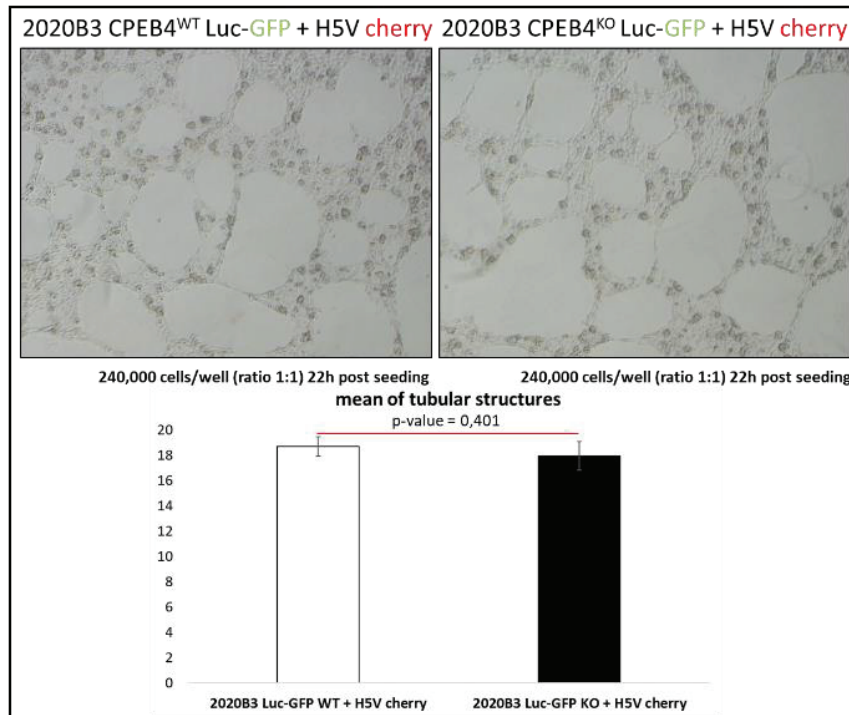 2020B3 CPEB4WT Luc-GFP + H5V cherry
2020B3 CPEB4KO Luc-GFP + H5V cherry
240,000 cells/well (ratio 1:1) 22h post seeding
240,000 cells/well (ratio 1:1) 22h post seeding
mean of tubular structures
p-value = 0,401
20
18
16
14
12
10
8
6
4
2
0
2020B3 Luc-GFP WT + H5V cherry
2020B3 Luc-GFP KO + H5V cherry